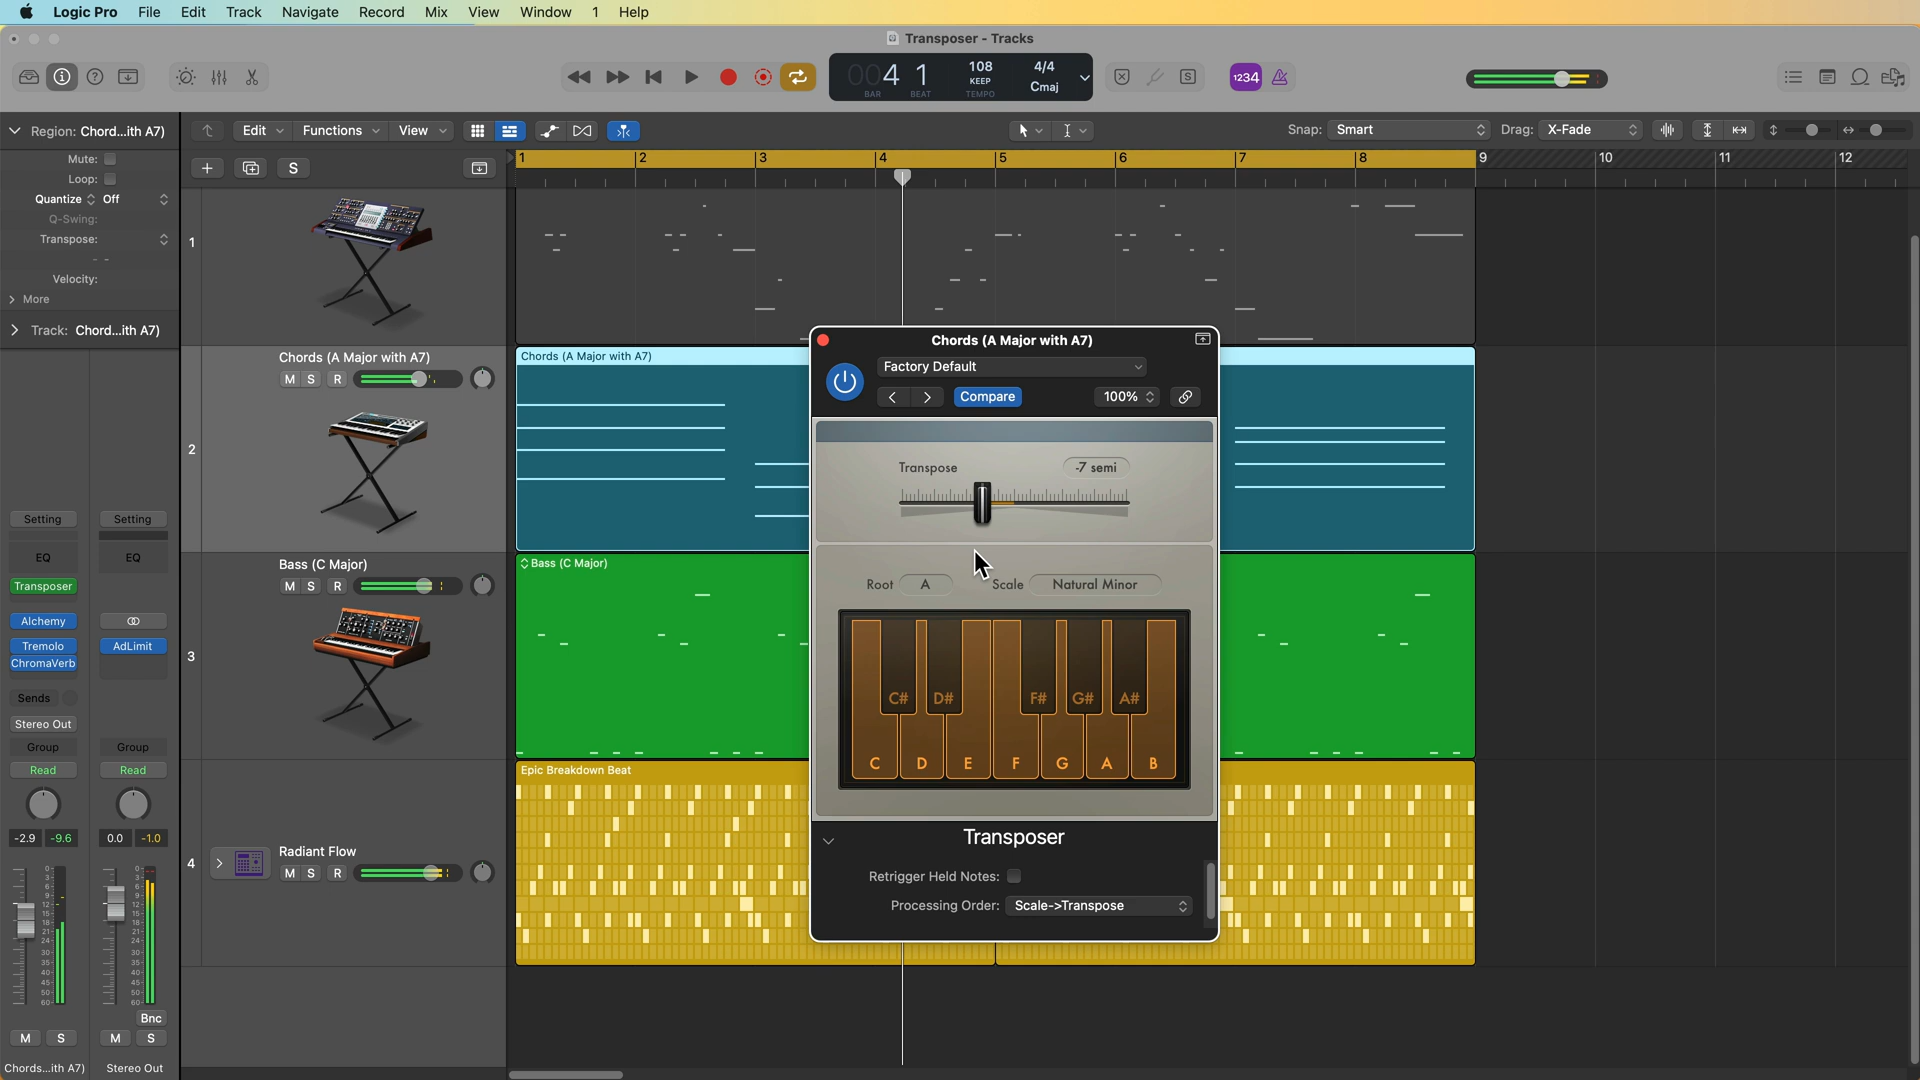 Logic Pro File Edit Track Navigate Record Mix View Window 1 Help
Transposer - Tracks
004 1 108 4/4
KEEP Cmaj
BAR BEAT TEMPO
1234
S
Region: Chord...ith A7)
Edit Functions View
Snap: Smart Drag: X-Fade
Mute:
Loop:
Quantize Off
Q-Swing:
Transpose:
Velocity:
More
Track: Chord...ith A7)
S
1 2 3 4 5 6 7 8 9 10 11 12
1
Chords (A Major with A7)
M S R
2
Bass (C Major)
M S R
3
Radiant Flow
M S R
4
Chords (A Major with A7)
Bass (C Major)
Epic Breakdown Beat
Chords (A Major with A7)
Factory Default
Compare 100%
Transpose -7 semi
Root A Scale Natural Minor
C# D# F# G# A#
C D E F G A B
Transposer
Retrigger Held Notes:
Processing Order: Scale->Transpose
Setting Setting
EQ EQ
Transposer
Alchemy
Tremolo AdLimit
ChromaVerb
Sends
Stereo Out
Group Group
Read Read
-2.9 -9.6 0.0 -1.0
Bnc
M S M S
Chords...ith A7) Stereo Out